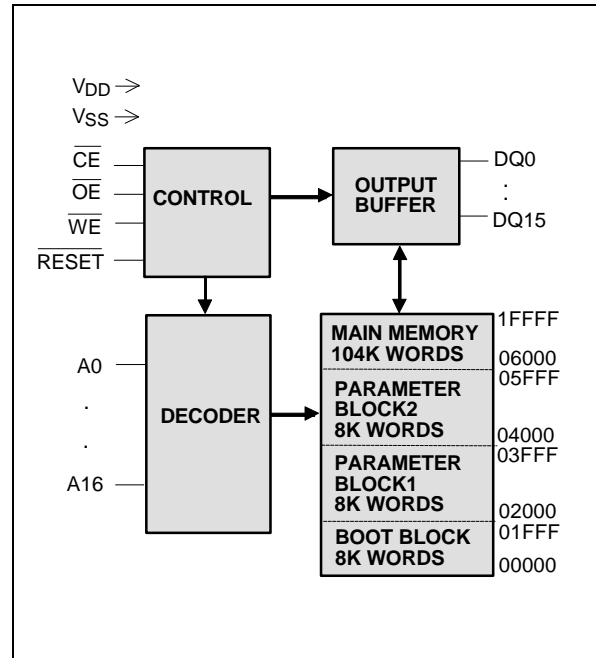 VDD
VSS
CE
OE
WE
RESET
CONTROL
OUTPUT
BUFFER
DQ0
.
.
DQ15
A0
.
.
A16
DECODER
MAIN MEMORY
104K WORDS
PARAMETER
BLOCK2
8K WORDS
PARAMETER
BLOCK1
8K WORDS
BOOT BLOCK
8K WORDS
1FFFF
06000
05FFF
04000
03FFF
02000
01FFF
00000